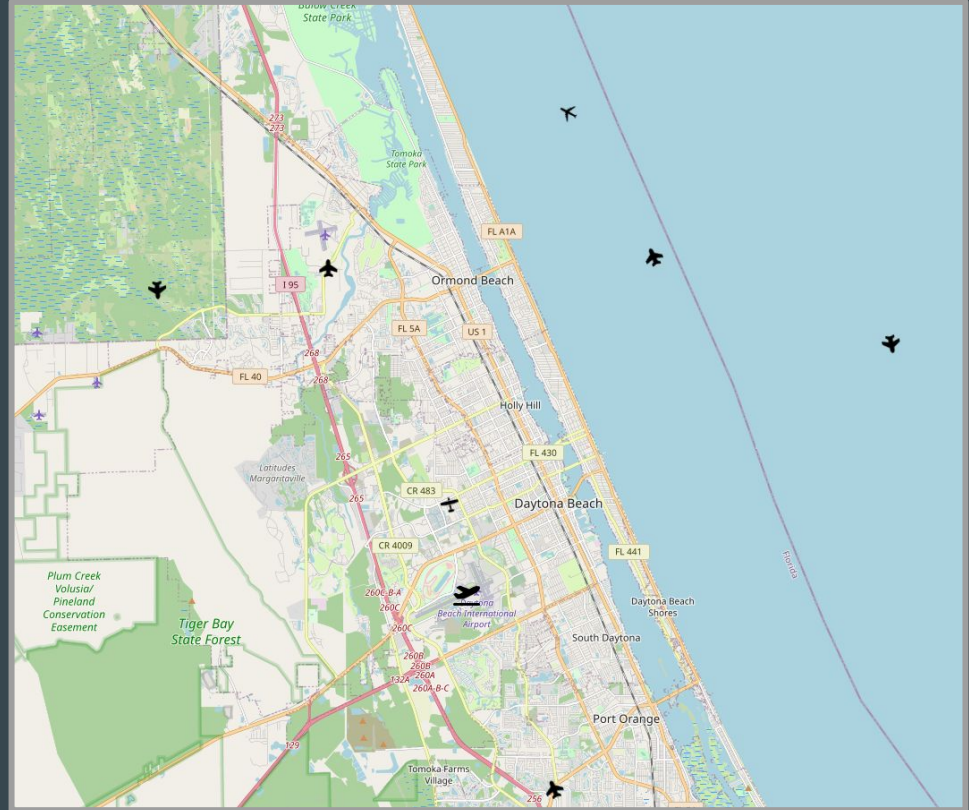 Bulow Creek
State Park
273
273
Tomoka
State Park
FL A1A
I 95
Ormond Beach
FL 5A
US 1
268
FL 40
268
Holly Hill
265
FL 430
Latitudes
Margaritaville
CR 483
265
Daytona Beach
CR 4009
FL 441
Florida
Plum Creek
Volusia/
Pineland
Conservation
Easement
260C-B-A
260C
Daytona
Beach International
Airport
Daytona Beach
Shores
260C
Tiger Bay
State Forest
South Daytona
260B
260B
260A
132A
260A-B-C
Port Orange
129
Tomoka Farms
Village
256